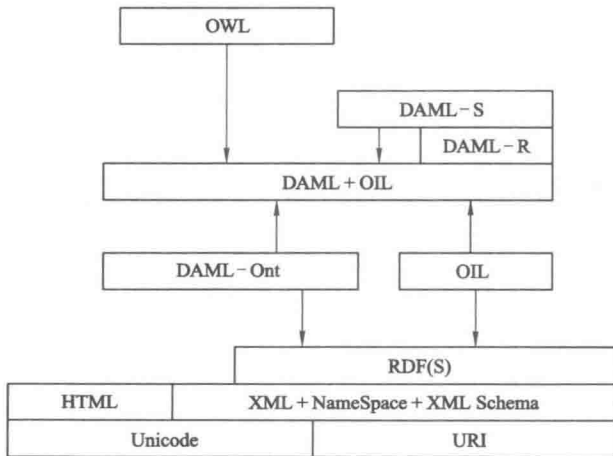 OWL
DAML-S
DAML-R
DAML + OIL
DAML-Ont
OIL
RDF(S)
HTML
XML + NameSpace + XML Schema
Unicode
URI